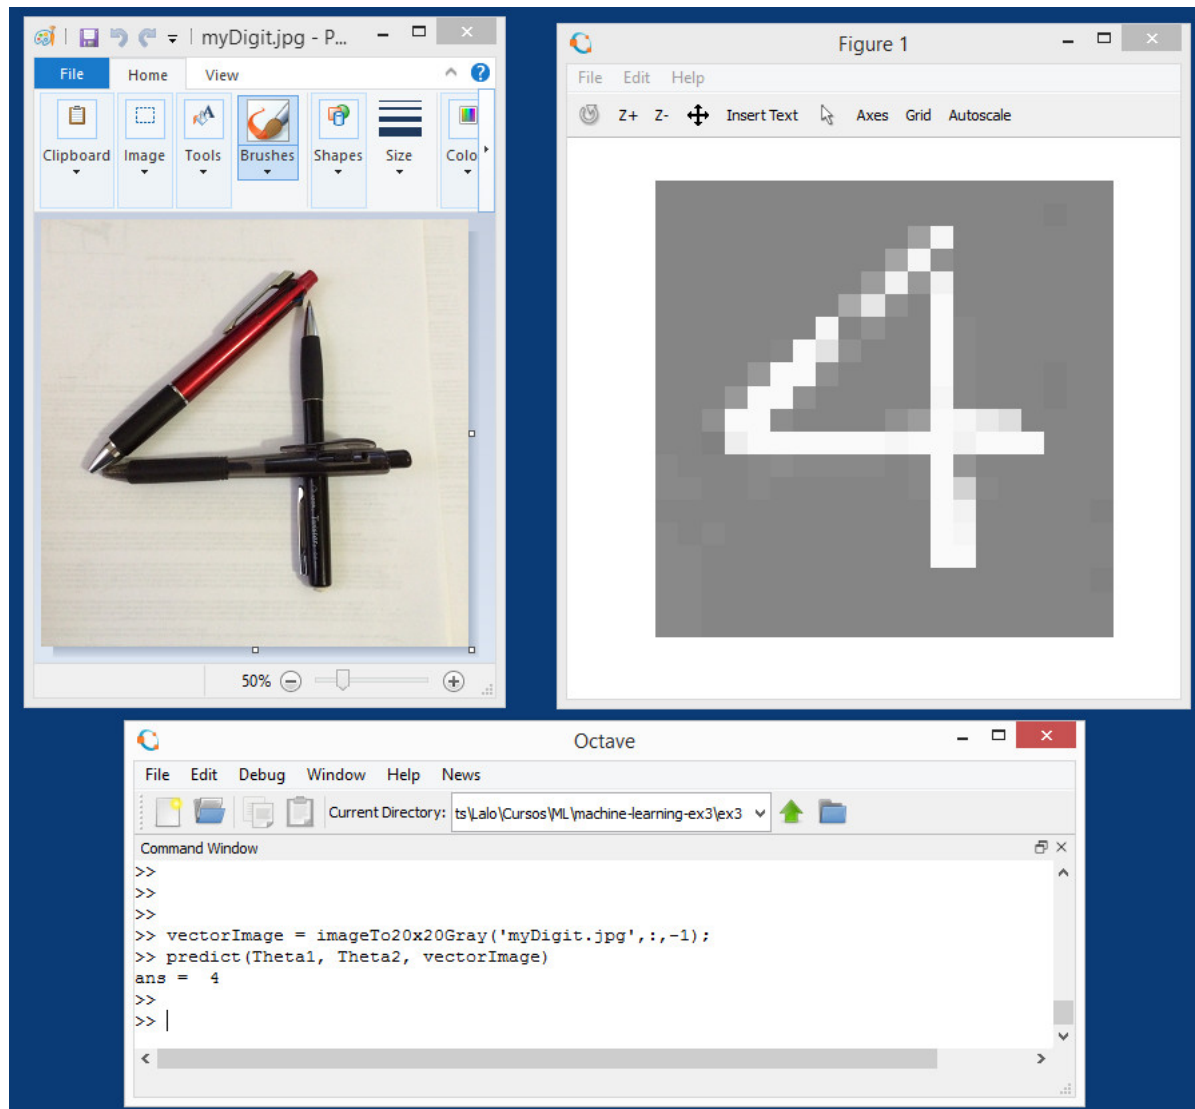 myDigit.jpg - P...
File Home View
Clipboard Image Tools Brushes Shapes Size Colo
50%
Figure 1
File Edit Help
Z+ Z- Insert Text Axes Grid Autoscale
Octave
File Edit Debug Window Help News
Current Directory: ts\Lalo\Cursos\ML\machine-learning-ex3\ex3
Command Window
>>
>>
>>
>> vectorImage = imageTo20x20Gray('myDigit.jpg',:,-1);
>> predict(Theta1, Theta2, vectorImage)
ans =  4
>>
>>